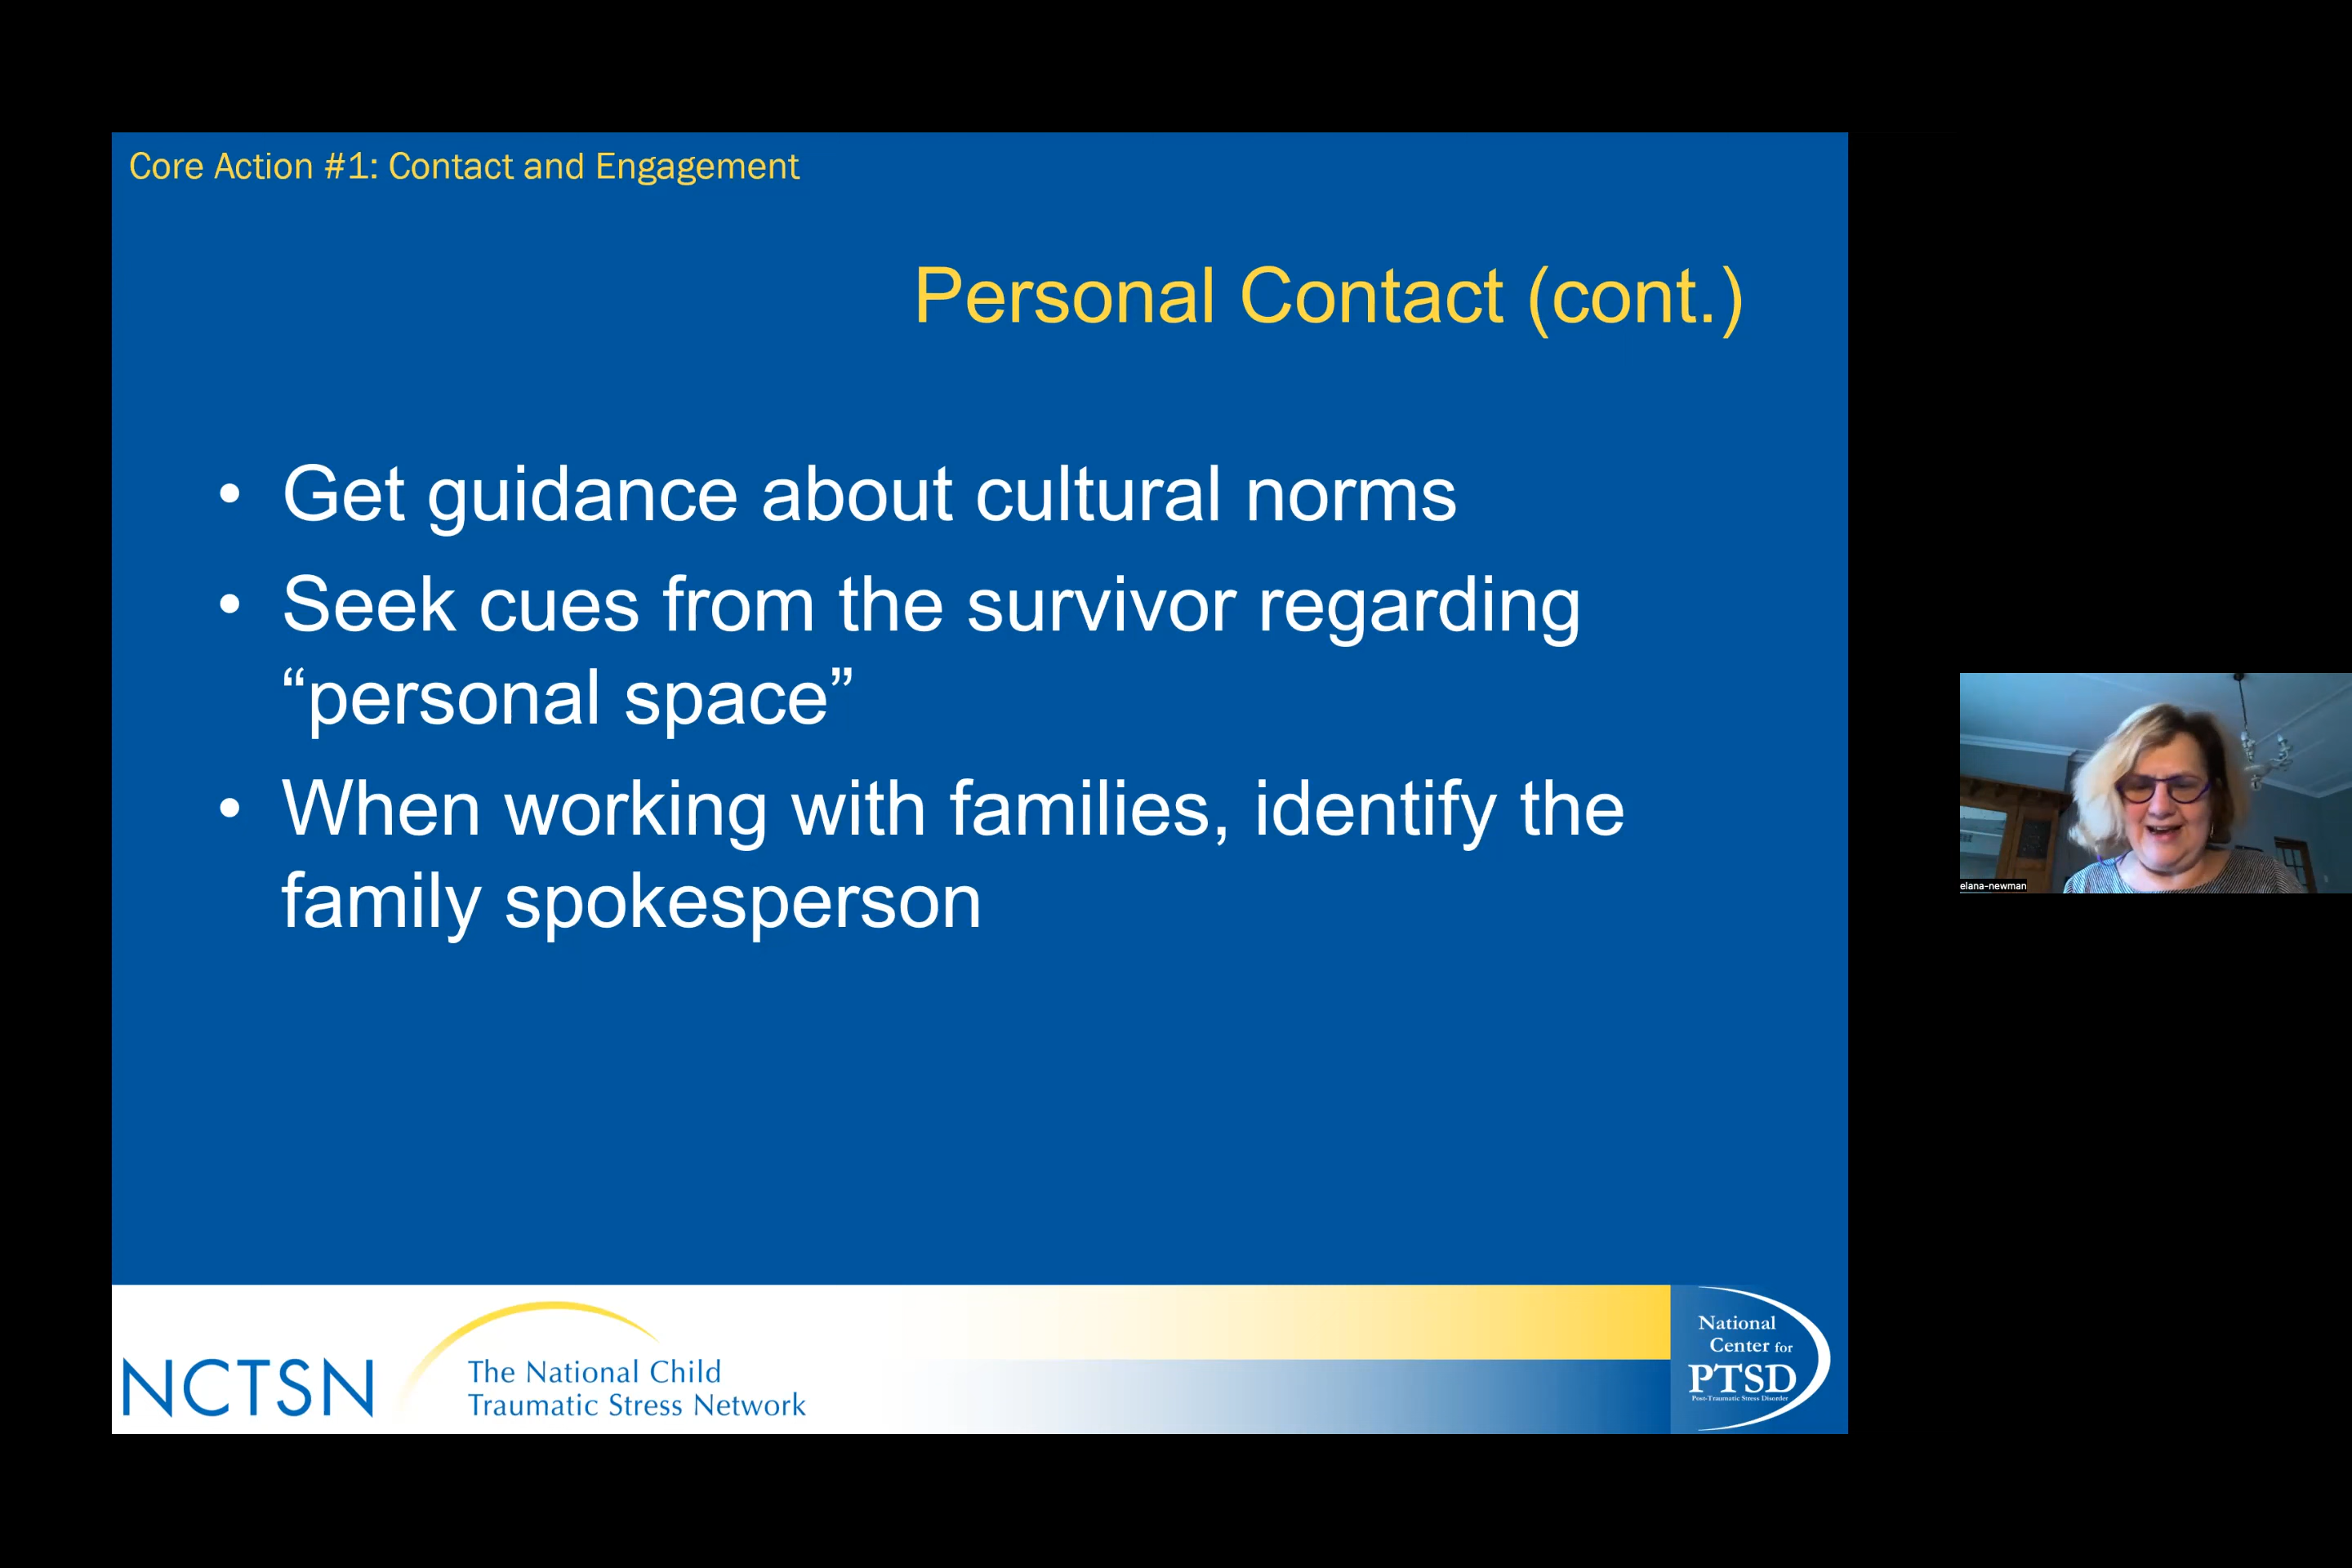 Core Action #1: Contact and Engagement
Personal Contact (cont.)
• Get guidance about cultural norms
• Seek cues from the survivor regarding
“personal space”
• When working with families, identify the
family spokesperson
elana-newman
NCTSN
The National Child
Traumatic Stress Network
National
Center for
PTSD
Post-Traumatic Stress Disorder